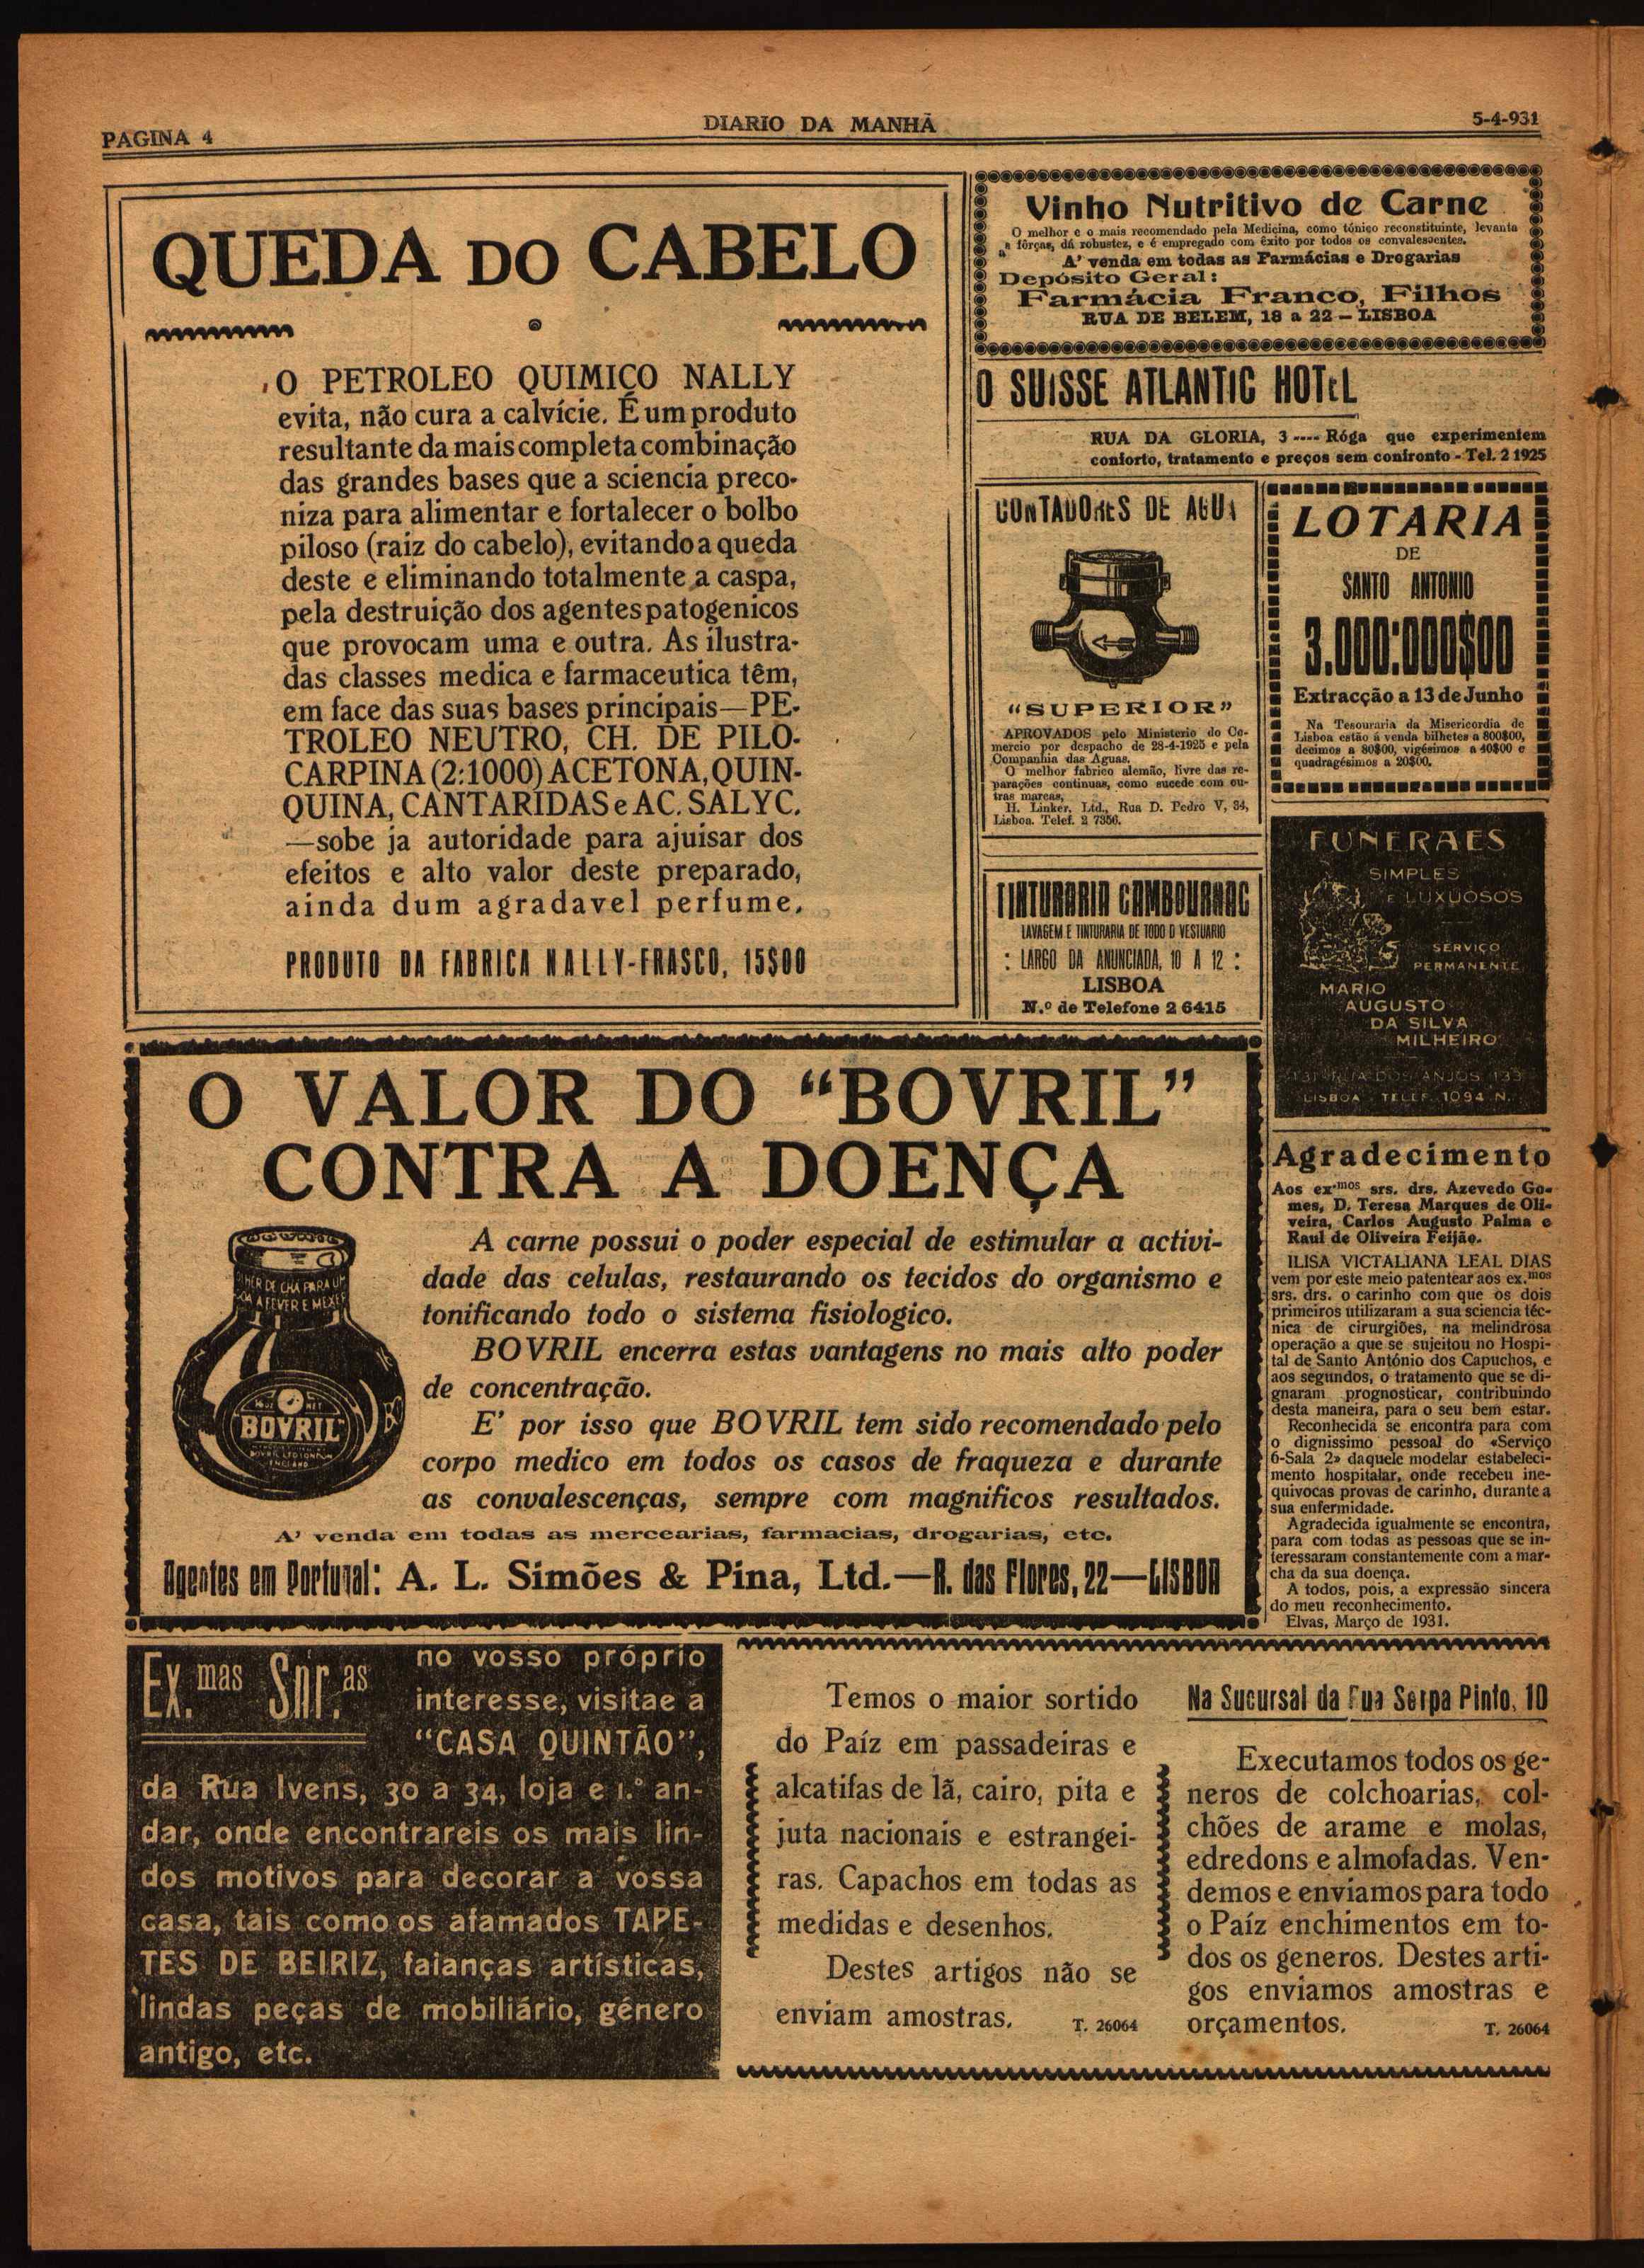 PAGINA 4
DIARIO DA MANHÃ
5-4-931
QUEDA DO CABELO
O PETROLEO QUIMICO NALLY
evita, não cura a calvície. É um produto
resultante da mais completa combinação
das grandes bases que a sciencia preco-
niza para alimentar e fortalecer o bolbo
piloso (raiz do cabelo), evitando a queda
deste e eliminando totalmente a caspa,
pela destruição dos agentes patogenicos
que provocam uma e outra. As ilustra-
das classes medica e farmaceutica têm,
em face das suas bases principais—PE-
TROLEO NEUTRO, CH. DE PILO-
CARPINA (2:1000) ACETONA, QUIN-
QUINA, CANTARIDAS e AC. SALYC.
—sobe ja autoridade para ajuisar dos
efeitos e alto valor deste preparado,
ainda dum agradavel perfume.
PRODUTO DA FABRICA NALLY-FRASCO, 15$00
Vinho Nutritivo de Carne
O melhor e o mais recomendado pela Medicina, como tónico reconstituinte, levanta
as fôrças, dá robustez, e é empregado com êxito por todos os convalescentes.
A' venda em todas as Farmácias e Drogarias
Depósito Geral:
Farmácia Franco, Filhos
RUA DE BELEM, 18 a 22 — LISBOA
O SUISSE ATLANTIC HOTEL
RUA DA GLORIA, 3 ---- Róga que experimentem
conforto, tratamento e preços sem confronto - Tel. 2 1925
CONTADORES DE AGUA
"SUPERIOR"
APROVADOS pelo Ministerio do Co-
mercio por despacho de 28-4-1925 e pela
Companhia das Aguas.
O melhor fabrico alemão, livre das re-
parações continuas, como sucede com ou-
tras marcas,
H. Linker, Ltd., Rua D. Pedro V, 34,
Lisboa. Telef. 2 7356.
LOTARIA
DE
SANTO ANTONIO
3.000:000$00
Extracção a 13 de Junho
Na Tesouraria da Misericordia de
Lisboa estão á venda bilhetes a 800$00,
decimos a 80$00, vigésimos a 40$00 e
quadragésimos a 20$00.
TINTURARIA CAMBOURNAC
LAVAGEM E TINTURARIA DE TODO O VESTUARIO
: LARGO DA ANUNCIADA, 10 A 12 :
LISBOA
N.º de Telefone 2 6415
FUNERAES
SIMPLES
E LUXUOSOS
SERVIÇO
PERMANENTE
MARIO
AUGUSTO
DA SILVA
MILHEIRO
131 RUA DOS ANJOS 133
LISBOA - TELEF. 1094 N.
O VALOR DO "BOVRIL"
CONTRA A DOENÇA
LHER DE CHA PARA UM
A FEVER E MEXER
BOVRIL
A carne possui o poder especial de estimular a activi-
dade das celulas, restaurando os tecidos do organismo e
tonificando todo o sistema fisiologico.
BOVRIL encerra estas vantagens no mais alto poder
de concentração.
E' por isso que BOVRIL tem sido recomendado pelo
corpo medico em todos os casos de fraqueza e durante
as convalescenças, sempre com magnificos resultados.
A' venda em todas as mercearias, farmacias, drogarias, etc.
Agentes em Portugal: A. L. Simões & Pina, Ltd.—R. das Flores, 22—LISBOA
Agradecimento
Aos ex.mos srs. drs. Azevedo Go-
mes, D. Teresa Marques de Oli-
veira, Carlos Augusto Palma e
Raul de Oliveira Feijão.
ILISA VICTALIANA LEAL DIAS
vem por este meio patentear aos ex.mos
srs. drs. o carinho com que os dois
primeiros utilizaram a sua sciencia téc-
nica de cirurgiões, na melindrosa
operação a que se sujeitou no Hospi-
tal de Santo António dos Capuchos, e
aos segundos, o tratamento que se di-
gnaram prognosticar, contribuindo
desta maneira, para o seu bem estar.
Reconhecida se encontra para com
o dignissimo pessoal do «Serviço
6-Sala 2» daquele modelar estabeleci-
mento hospitalar, onde recebeu ine-
quivocas provas de carinho, durante a
sua enfermidade.
Agradecida igualmente se encontra,
para com todas as pessoas que se in-
teressaram constantemente com a mar-
cha da sua doença.
A todos, pois, a expressão sincera
do meu reconhecimento.
Elvas, Março de 1931.
Ex.mas Snr.as
no vosso próprio
interesse, visitae a
"CASA QUINTÃO",
da Rua Ivens, 30 a 34, loja e 1.º an-
dar, onde encontrareis os mais lin-
dos motivos para decorar a vossa
casa, tais como os afamados TAPE-
TES DE BEIRIZ, faianças artísticas,
lindas peças de mobiliário, género
antigo, etc.
Temos o maior sortido
do Paíz em passadeiras e
alcatifas de lã, cairo, pita e
juta nacionais e estrangei-
ras. Capachos em todas as
medidas e desenhos.
Destes artigos não se
enviam amostras. T. 26064
Na Sucursal da Rua Serpa Pinto, 10
Executamos todos os ge-
neros de colchoarias, col-
chões de arame e molas,
edredons e almofadas. Ven-
demos e enviamos para todo
o Paíz enchimentos em to-
dos os generos. Destes arti-
gos enviamos amostras e
orçamentos. T. 26064